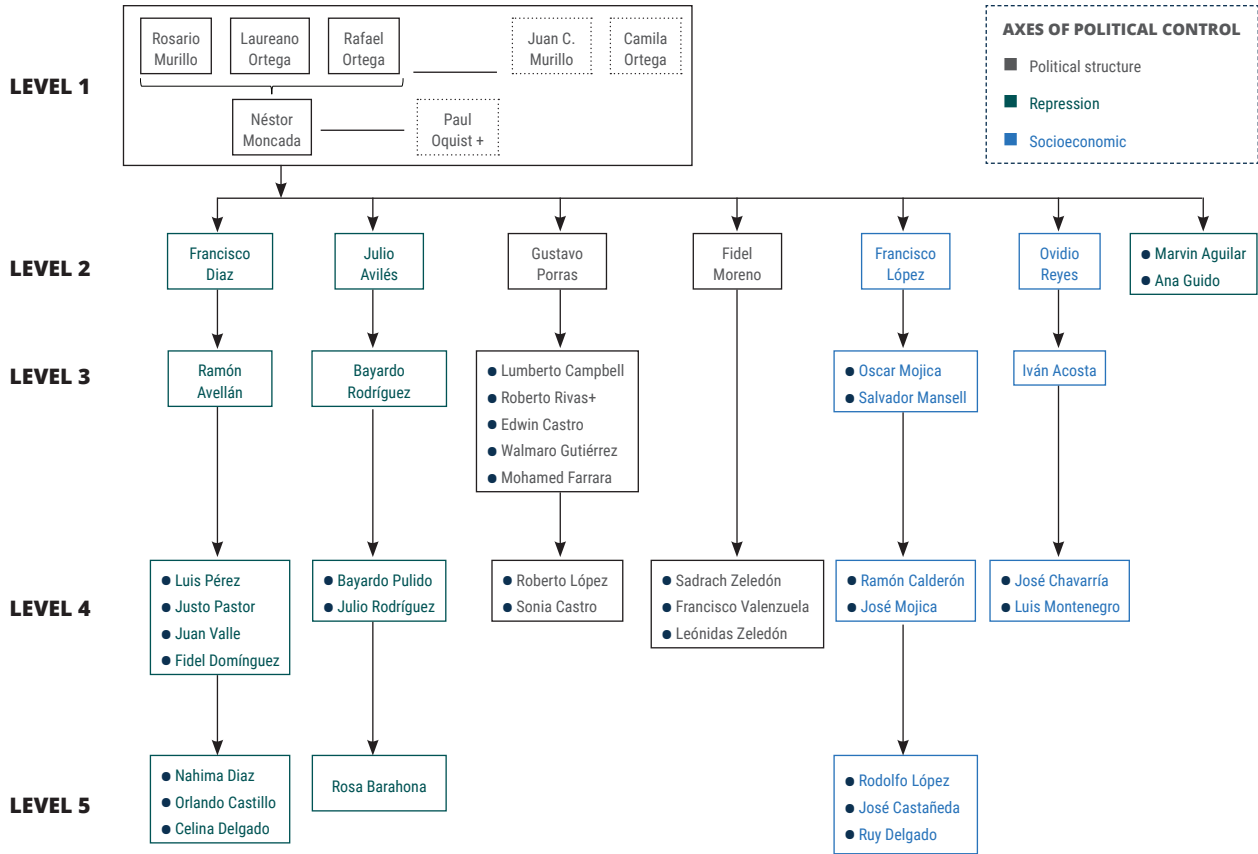 Rosario
Murillo
Laureano
Ortega
Rafael
Ortega
Juan C.
Murillo
Camila
Ortega
AXES OF POLITICAL CONTROL
Political structure
Repression
Socioeconomic
LEVEL 1
Néstor
Moncada
Paul
Oquist +
LEVEL 2
Francisco
Diaz
Julio
Avilés
Gustavo
Porras
Fidel
Moreno
Francisco
López
Ovidio
Reyes
Marvin Aguilar
Ana Guido
LEVEL 3
Ramón
Avellán
Bayardo
Rodríguez
Lumberto Campbell
Roberto Rivas+
Edwin Castro
Walmaro Gutiérrez
Mohamed Farrara
Oscar Mojica
Salvador Mansell
Iván Acosta
LEVEL 4
Luis Pérez
Justo Pastor
Juan Valle
Fidel Domínguez
Bayardo Pulido
Julio Rodríguez
Roberto López
Sonia Castro
Sadrach Zeledón
Francisco Valenzuela
Leónidas Zeledón
Ramón Calderón
José Mojica
José Chavarría
Luis Montenegro
LEVEL 5
Nahima Diaz
Orlando Castillo
Celina Delgado
Rosa Barahona
Rodolfo López
José Castañeda
Ruy Delgado